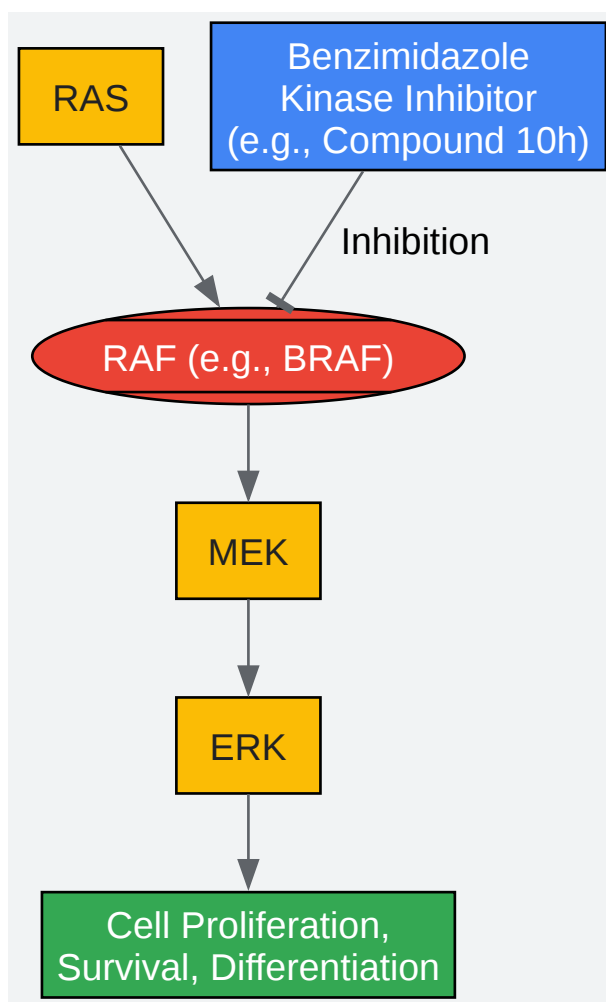 RAS
Benzimidazole
Kinase Inhibitor
(e.g., Compound 10h)
Inhibition
RAF (e.g., BRAF)
MEK
ERK
Cell Proliferation,
Survival, Differentiation